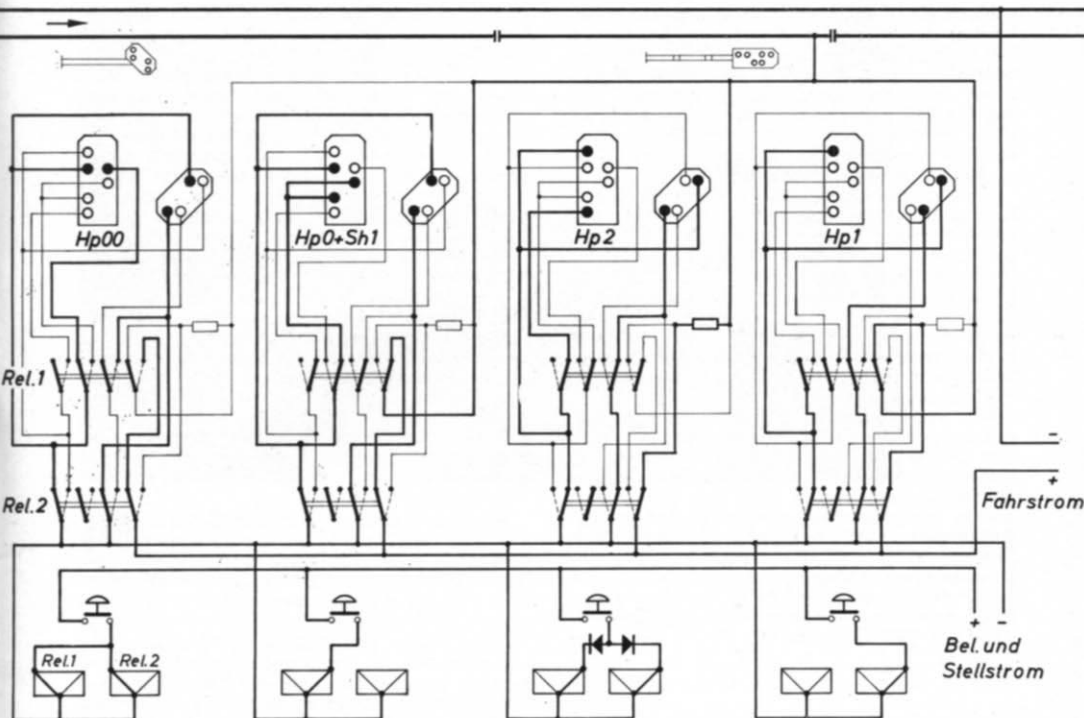 Hp00
Hp0+Sh1
Hp2
Hp1
Rel.1
Rel.2
-
+
Fahrstrom
+ -
Bel. und
Stellstrom
Rel.1
Rel.2